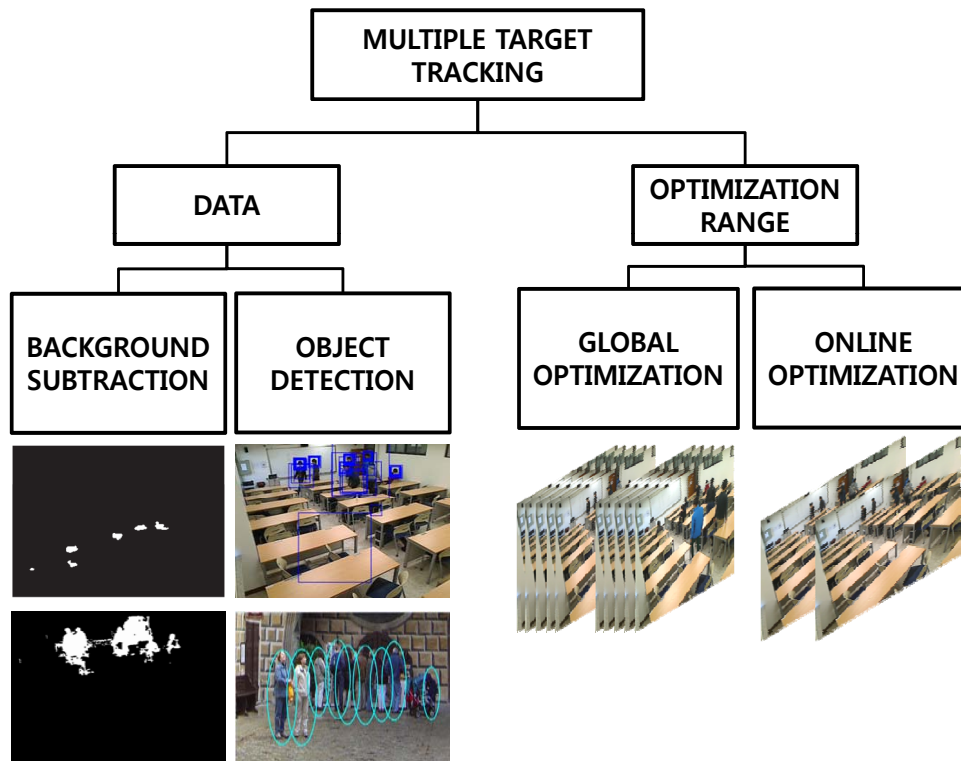 MULTIPLE TARGET
TRACKING
DATA
OPTIMIZATION
RANGE
BACKGROUND
SUBTRACTION
OBJECT
DETECTION
GLOBAL
OPTIMIZATION
ONLINE
OPTIMIZATION